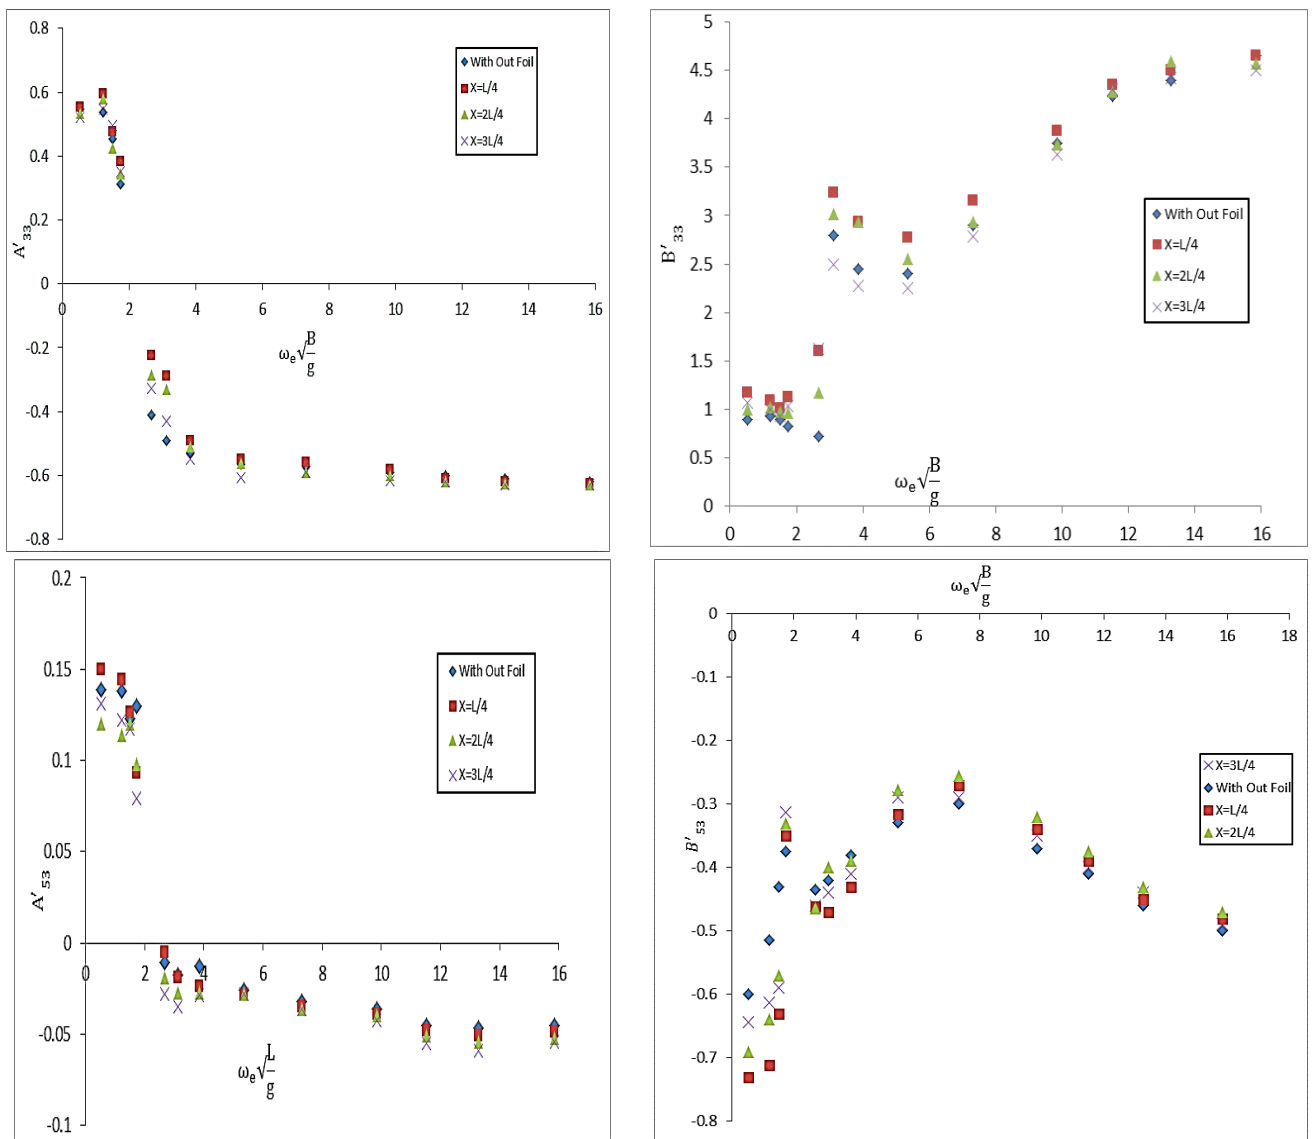 0.8
0.6
0.4
0.2
0
-0.2
-0.4
-0.6
-0.8
0 2 4 6 8 10 12 14 16
A′33
ωe√B/g
With Out Foil
X=L/4
X=2L/4
X=3L/4
5
4.5
4
3.5
3
2.5
2
1.5
1
0.5
0
0 2 4 6 8 10 12 14 16
B′33
ωe√B/g
With Out Foil
X=L/4
X=2L/4
X=3L/4
0.2
0.15
0.1
0.05
0
-0.05
-0.1
0 2 4 6 8 10 12 14 16
A′53
ωe√L/g
With Out Foil
X=L/4
X=2L/4
X=3L/4
ωe√B/g
0
-0.1
-0.2
-0.3
-0.4
-0.5
-0.6
-0.7
-0.8
0 2 4 6 8 10 12 14 16 18
B′53
X=3L/4
With Out Foil
X=L/4
X=2L/4